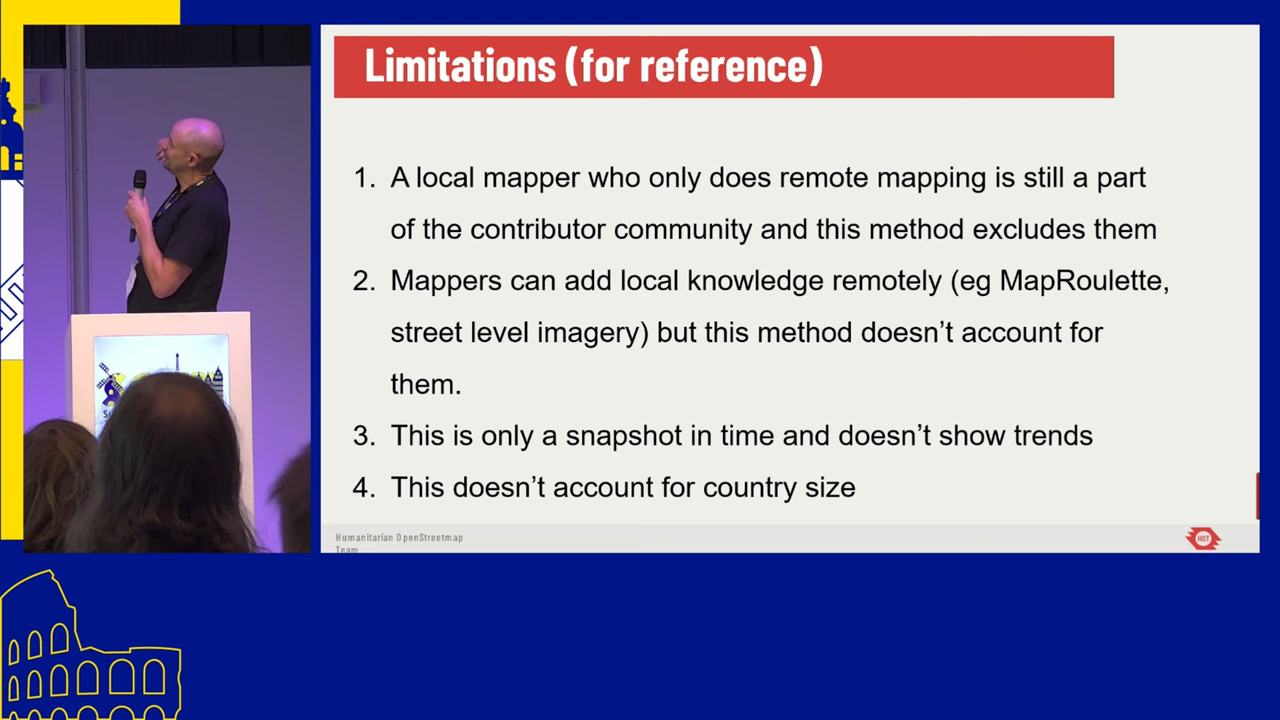 Limitations (for reference)
1. A local mapper who only does remote mapping is still a part
of the contributor community and this method excludes them
2. Mappers can add local knowledge remotely (eg MapRoulette,
street level imagery) but this method doesn't account for
them.
3. This is only a snapshot in time and doesn't show trends
4. This doesn't account for country size
Humanitarian OpenStreetmap
Team
HOT